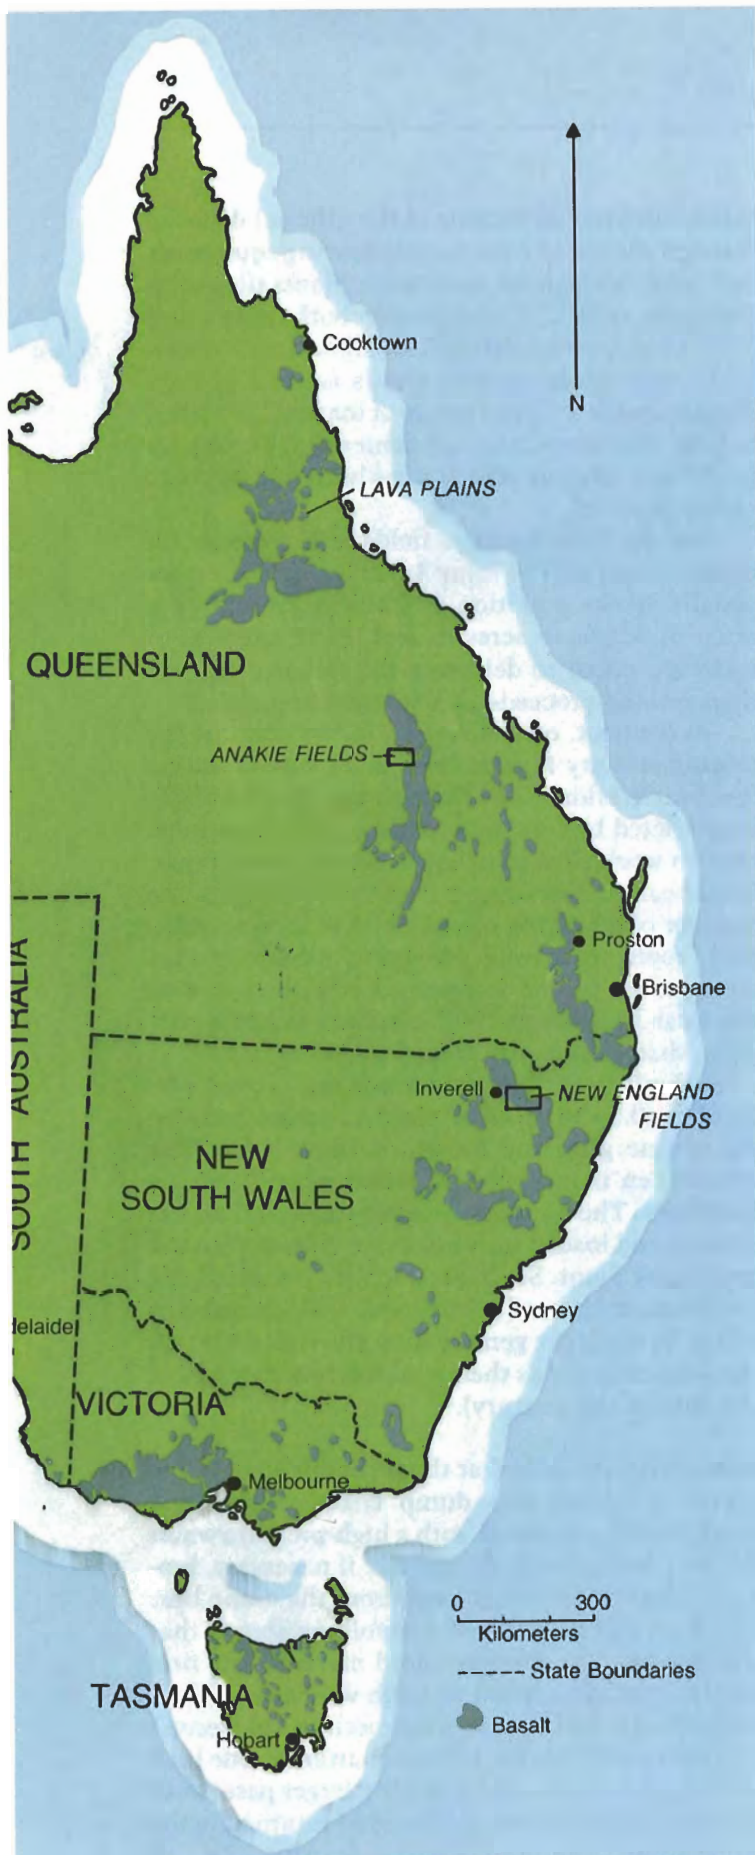 Cooktown
N
LAVA PLAINS
QUEENSLAND
ANAKIE FIELDS
Proston
Brisbane
SOUTH AUSTRALIA
Inverell
NEW ENGLAND
FIELDS
NEW
SOUTH WALES
Sydney
delaide
VICTORIA
Melbourne
0 300
Kilometers
State Boundaries
TASMANIA
Basalt
Hobart